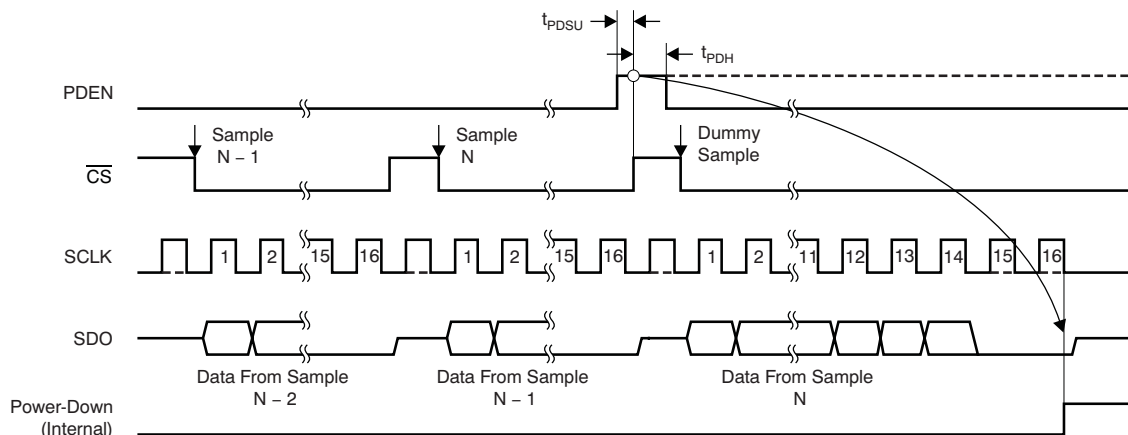 tPDSU
tPDH
PDEN
Sample
N – 1
Sample
N
Dummy
Sample
CS
SCLK
1 2 15 16 1 2 15 16 1 2 11 12 13 14 15 16
SDO
Data From Sample
N – 2
Data From Sample
N – 1
Data From Sample
N
Power-Down
(Internal)